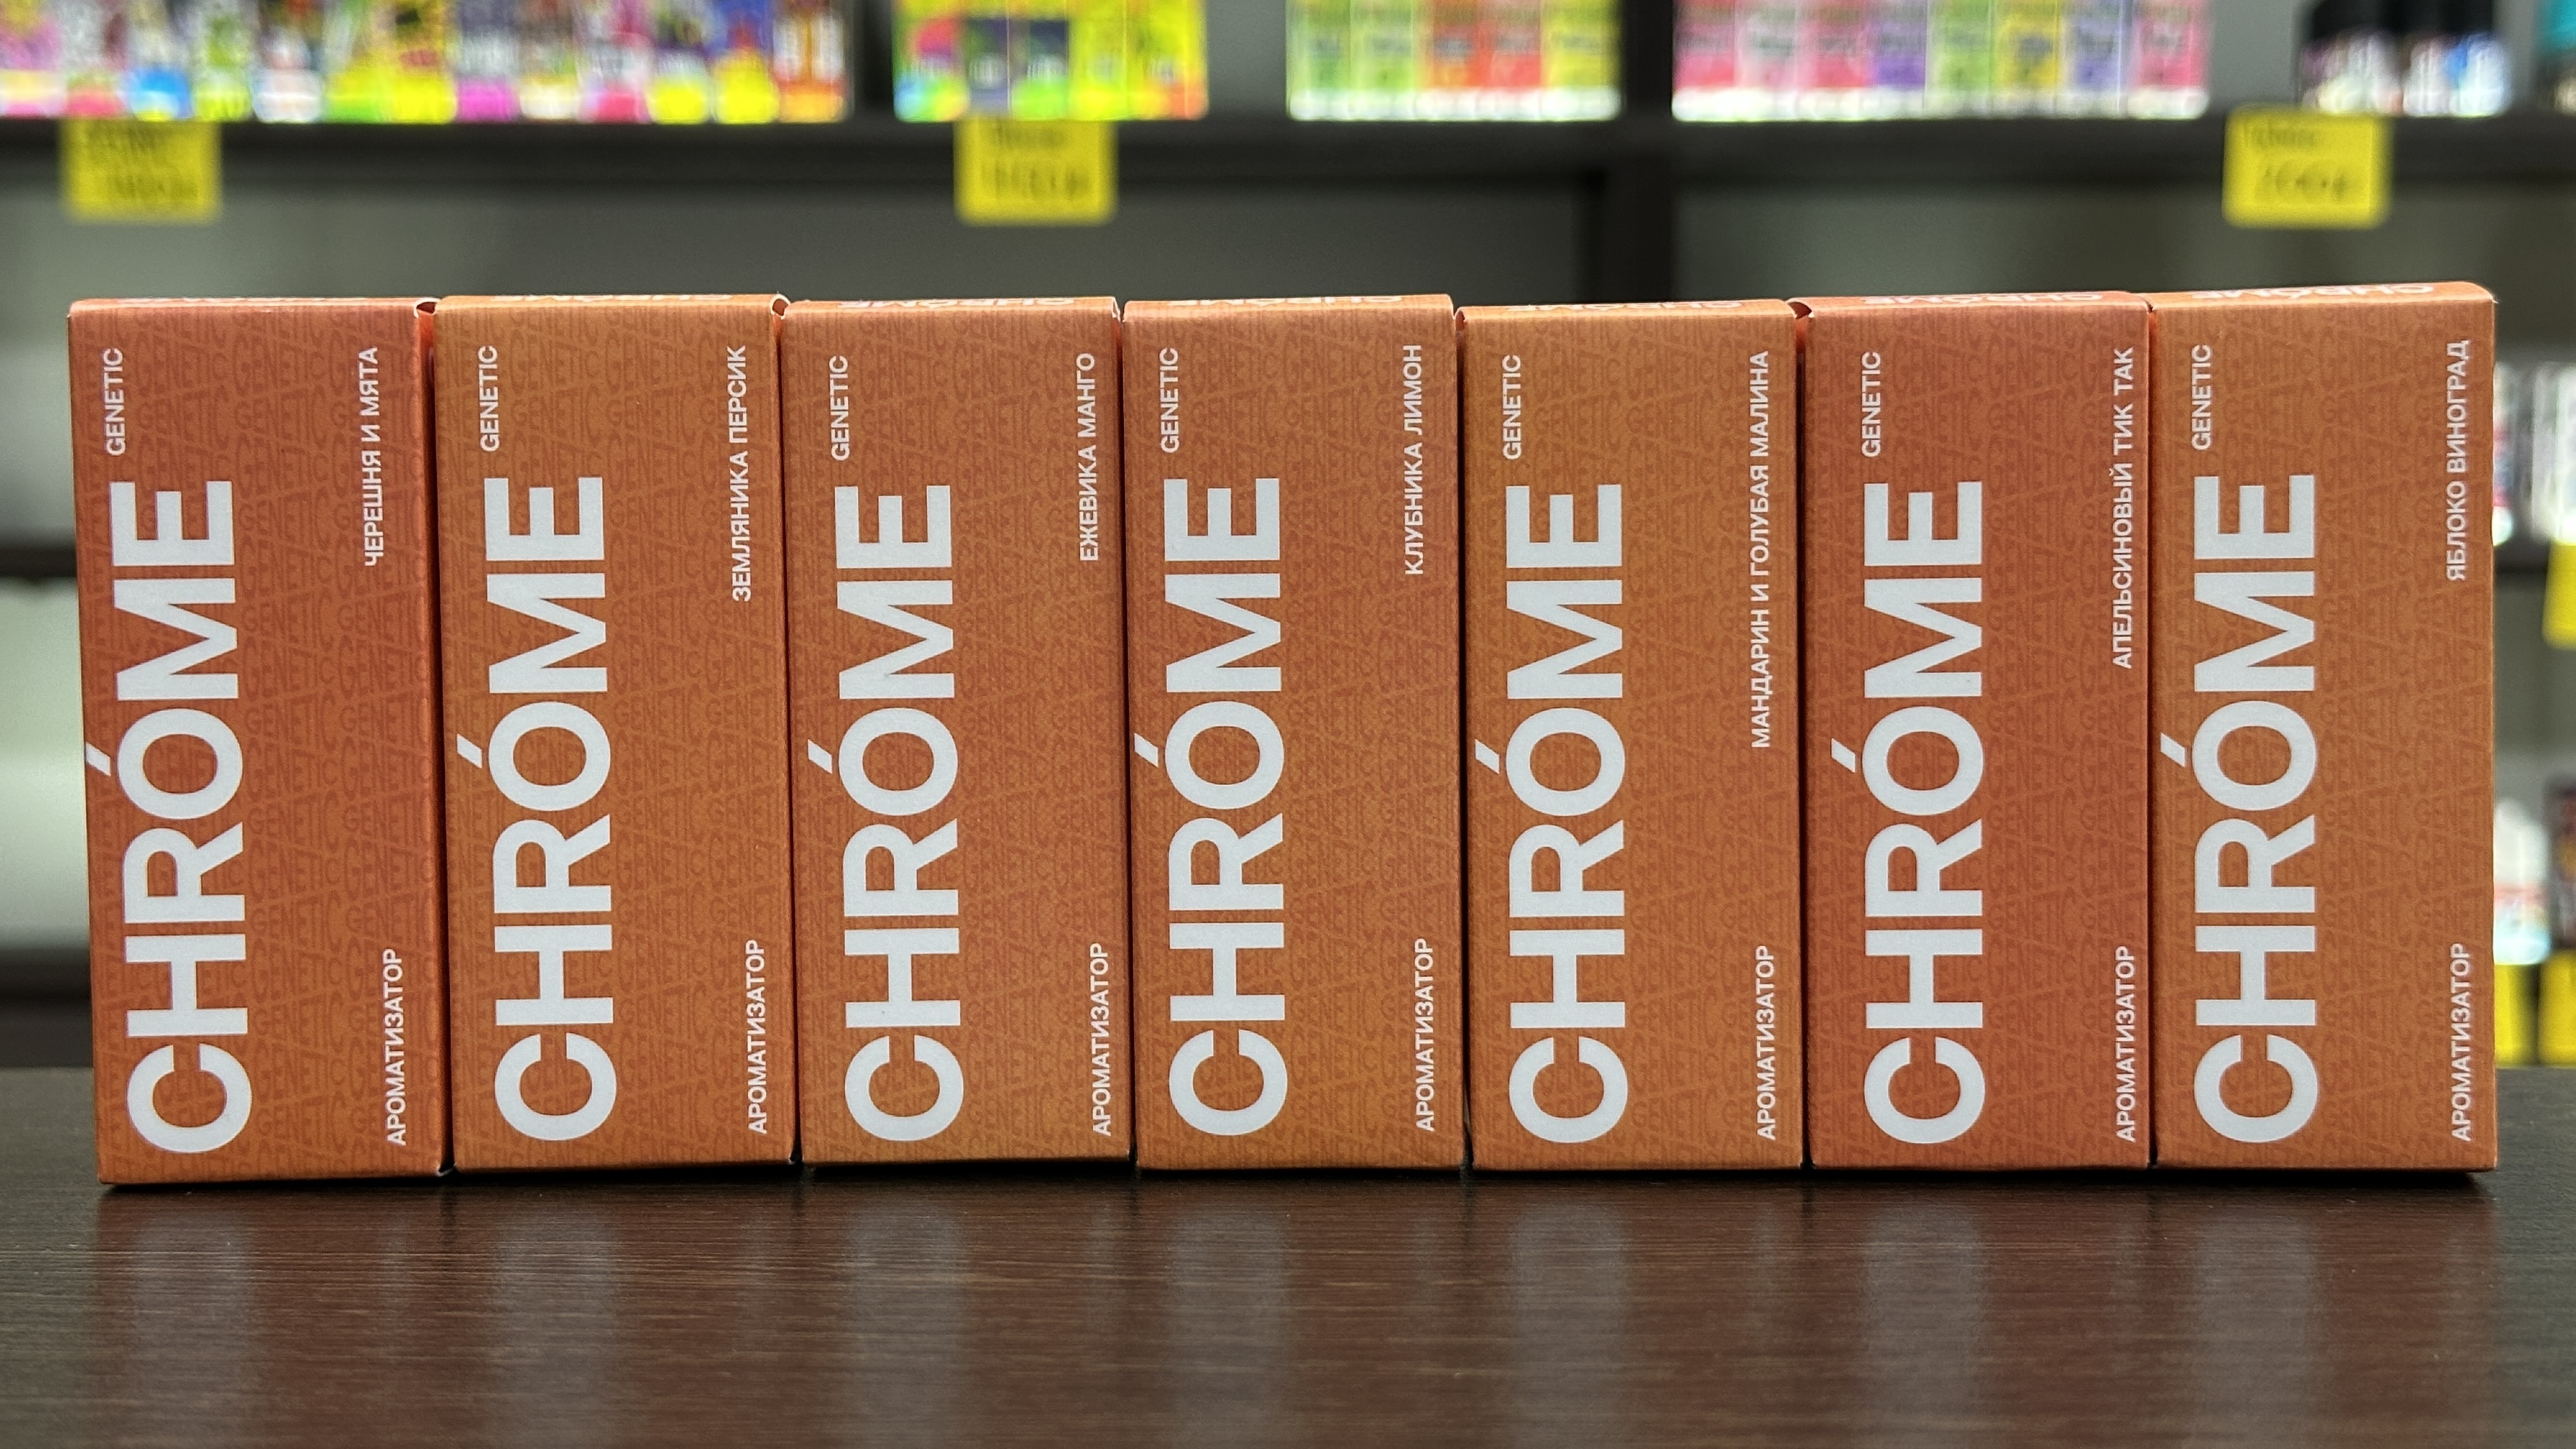 GENETIC
CHRÓME
ЧЕРЕШНЯ И МЯТА
АРОМАТИЗАТОР
GENETIC
CHRÓME
ЗЕМЛЯНИКА ПЕРСИК
АРОМАТИЗАТОР
GENETIC
CHRÓME
ЕЖЕВИКА МАНГО
АРОМАТИЗАТОР
GENETIC
CHRÓME
КЛУБНИКА ЛИМОН
АРОМАТИЗАТОР
GENETIC
CHRÓME
МАНДАРИН И ГОЛУБАЯ МАЛИНА
АРОМАТИЗАТОР
GENETIC
CHRÓME
АПЕЛЬСИНОВЫЙ ТИК ТАК
АРОМАТИЗАТОР
GENETIC
CHRÓME
ЯБЛОКО ВИНОГРАД
АРОМАТИЗАТОР